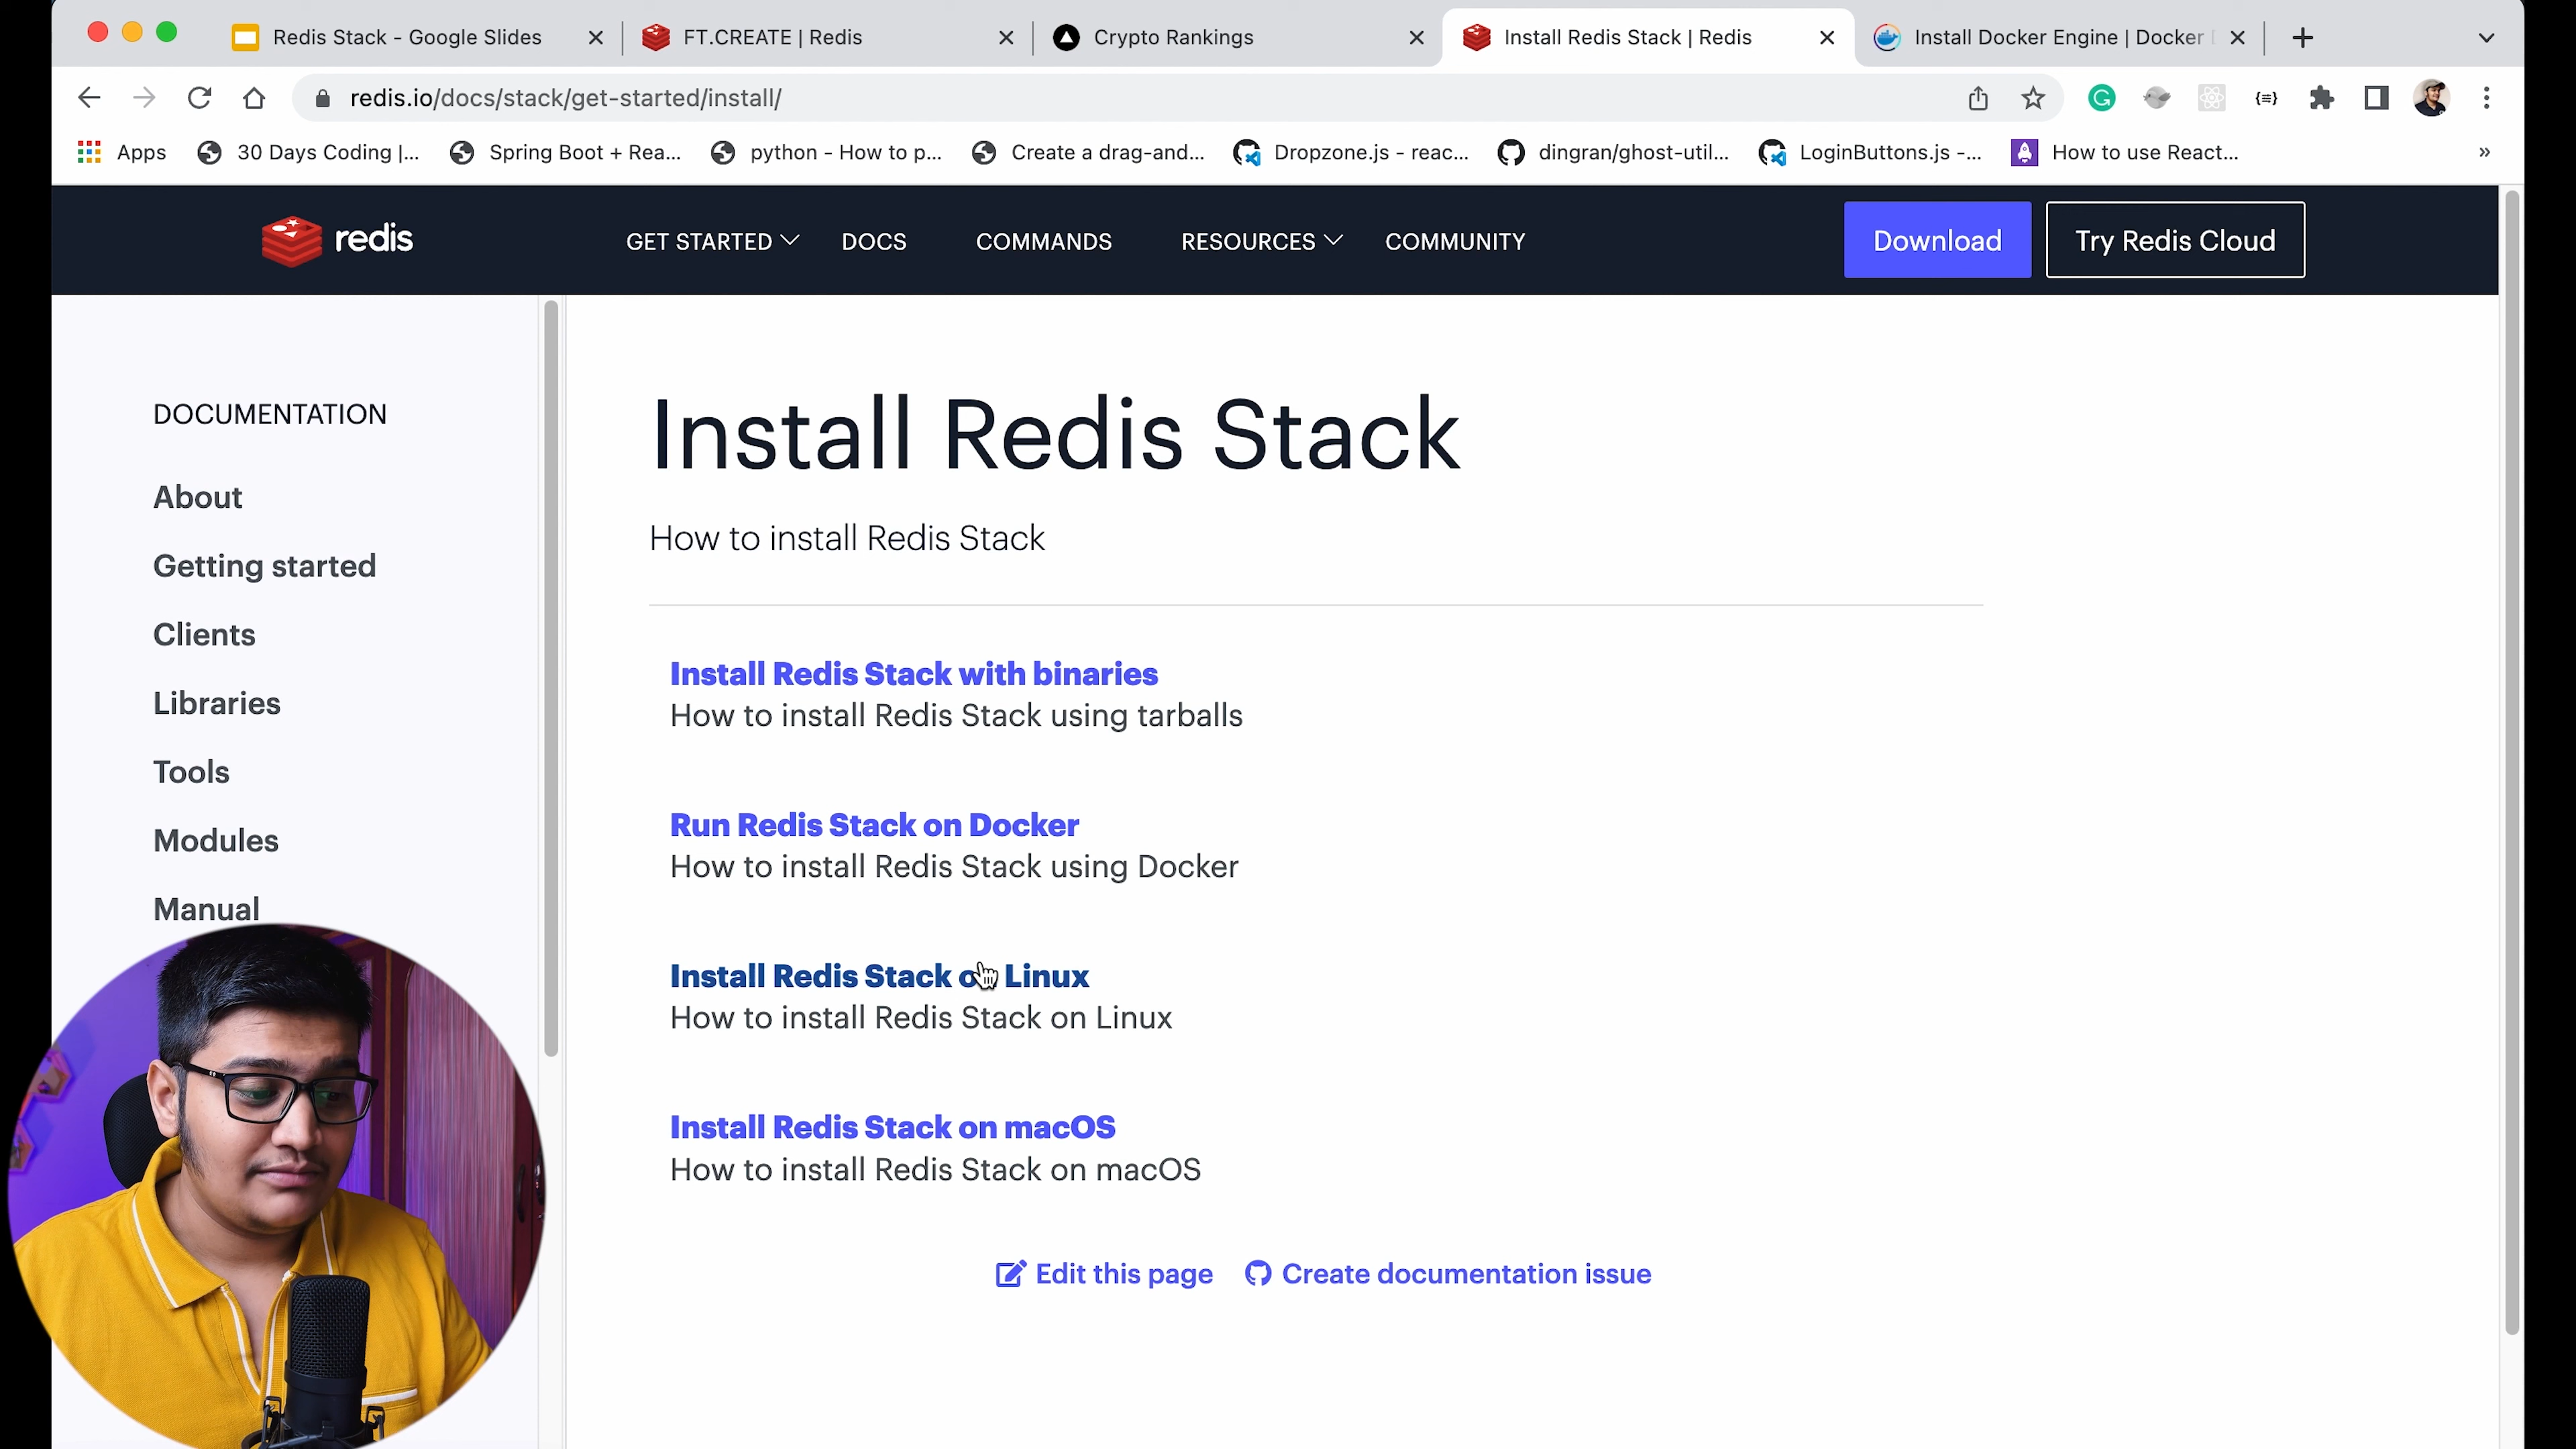 Redis Stack - Google Slides
FT.CREATE | Redis
Crypto Rankings
Install Redis Stack | Redis
Install Docker Engine | Docker
redis.io/docs/stack/get-started/install/
Apps
30 Days Coding |...
Spring Boot + Rea...
python - How to p...
Create a drag-and...
Dropzone.js - reac...
dingran/ghost-util...
LoginButtons.js -...
How to use React...
»
redis
GET STARTED
DOCS
COMMANDS
RESOURCES
COMMUNITY
Download
Try Redis Cloud
DOCUMENTATION
About
Getting started
Clients
Libraries
Tools
Modules
Manual
Install Redis Stack
How to install Redis Stack
Install Redis Stack with binaries
How to install Redis Stack using tarballs
Run Redis Stack on Docker
How to install Redis Stack using Docker
Install Redis Stack on Linux
How to install Redis Stack on Linux
Install Redis Stack on macOS
How to install Redis Stack on macOS
Edit this page
Create documentation issue